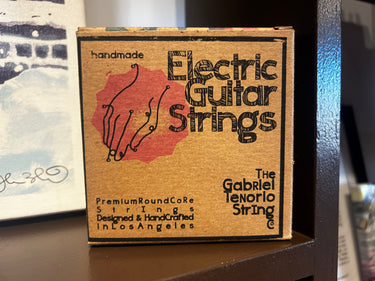 handmade
Electric
Guitar
Strings
The
Gabriel
Tenorio
String
Co
PremiumRoundCoRe
StrIngs
Designed & HandCrafted
inLosAngeles